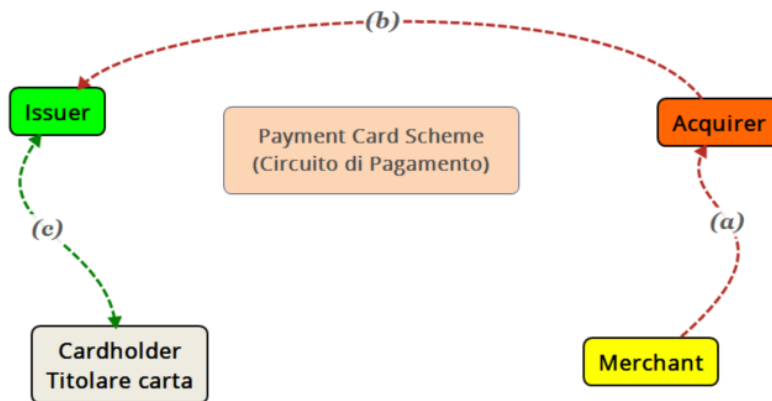 (b)
Issuer
Payment Card Scheme
(Circuito di Pagamento)
Acquirer
(c)
(a)
Cardholder
Titolare carta
Merchant